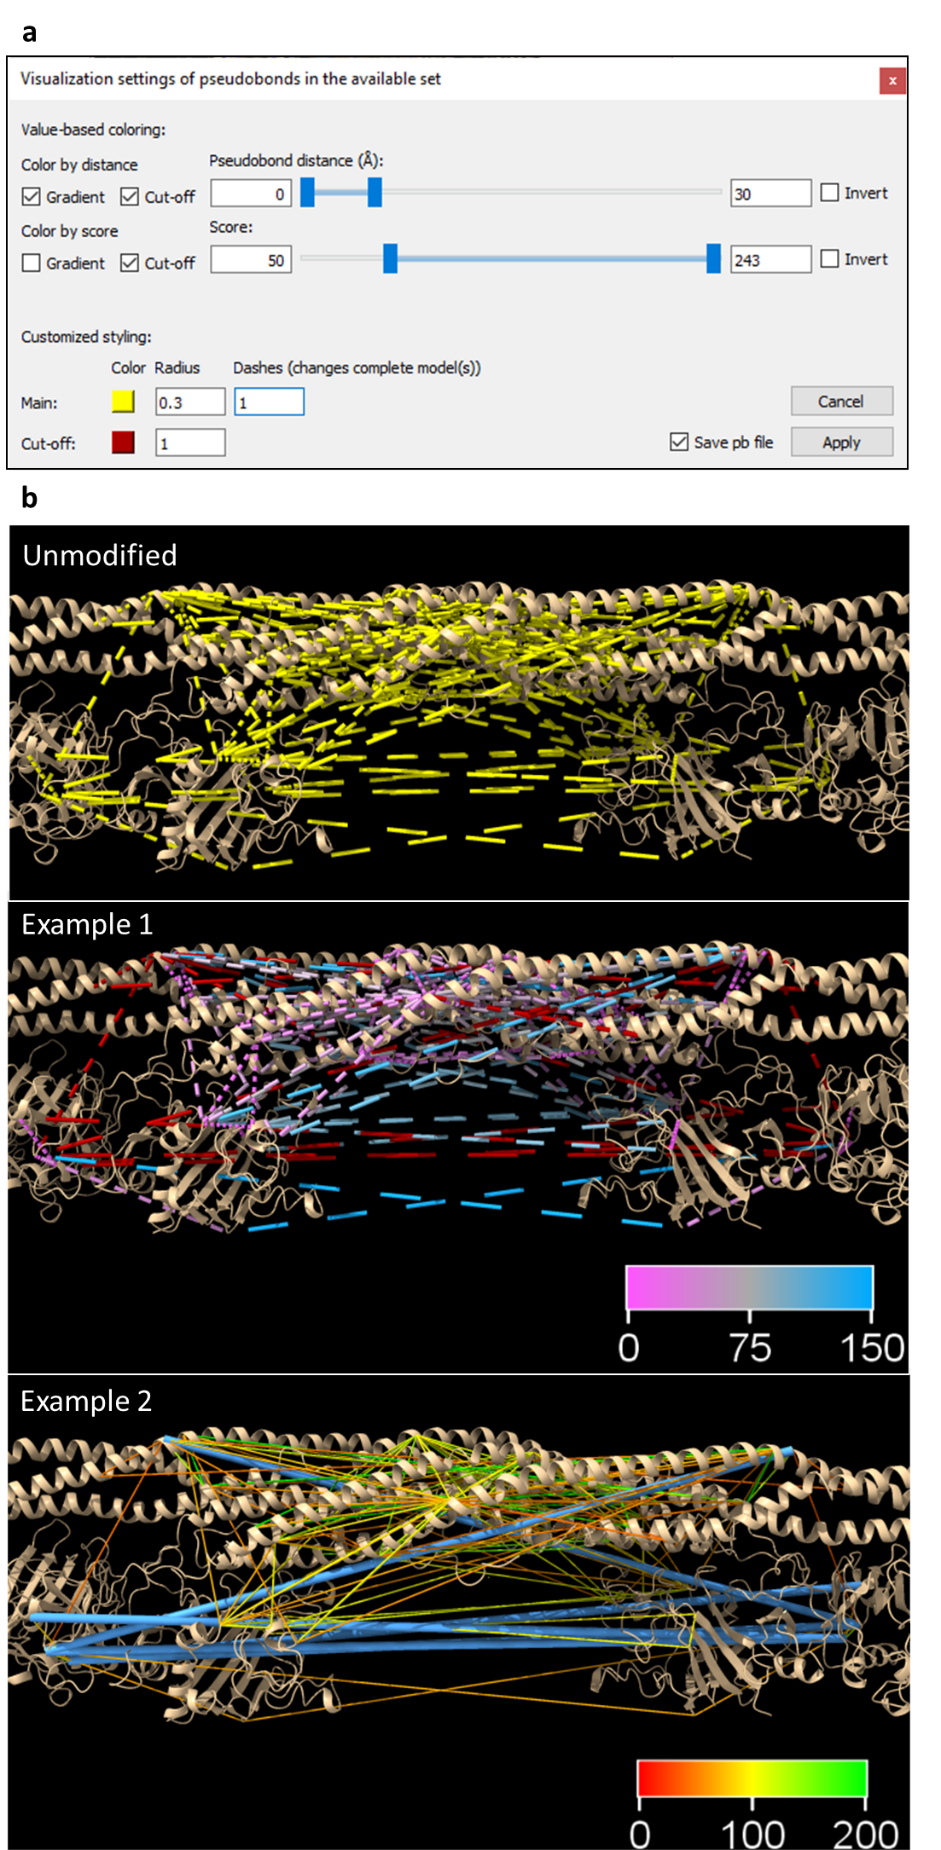 a
Visualization settings of pseudobonds in the available set
x
Value-based coloring:
Color by distance Pseudobond distance (Å):
Gradient Cut-off 0 30 Invert
Color by score Score:
Gradient Cut-off 50 243 Invert
Customized styling:
Color Radius Dashes (changes complete model(s))
Main: 0.3 1 Cancel
Cut-off: 1 Save pb file Apply
b
Unmodified
Example 1
0 75 150
Example 2
0 100 200